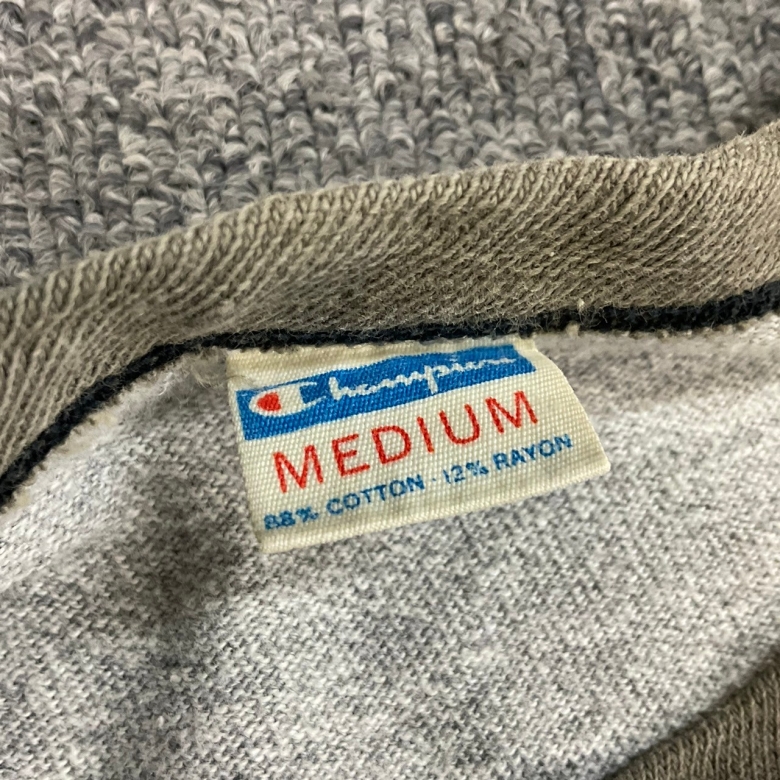 Champion
MEDIUM
88% COTTON · 12% RAYON